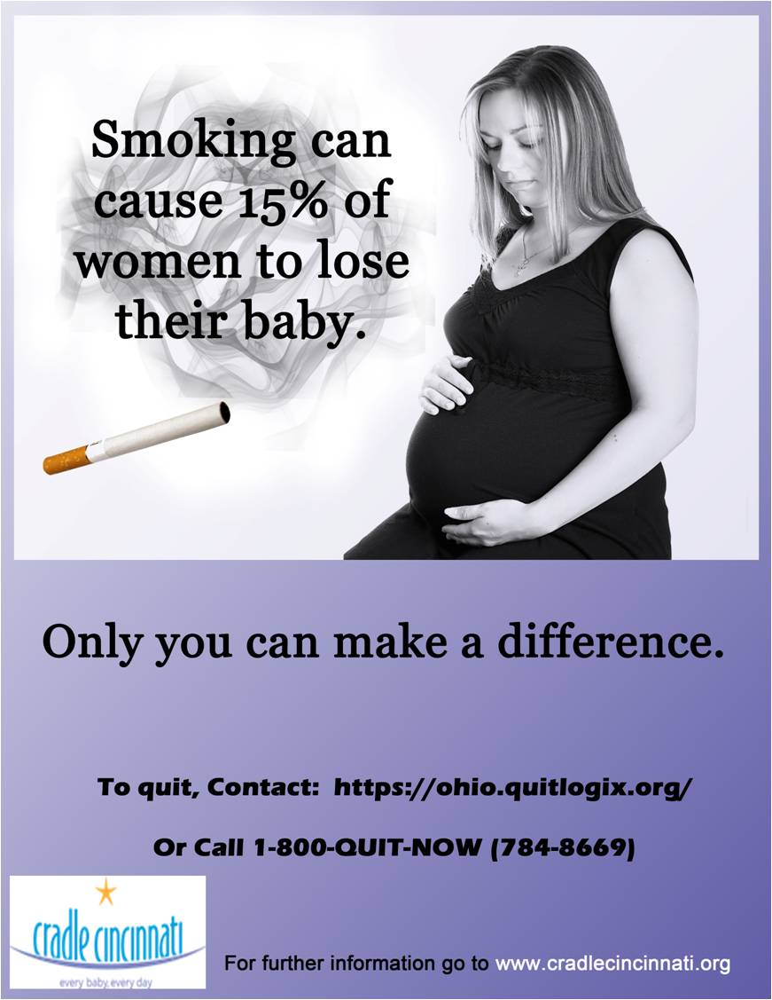 Smoking can
cause 15% of
women to lose
their baby.
Only you can make a difference.
To quit, Contact: https://ohio.quitlogix.org/
Or Call 1-800-QUIT-NOW (784-8669)
cradle cincinnati
every baby, every day
For further information go to www.cradlecincinnati.org